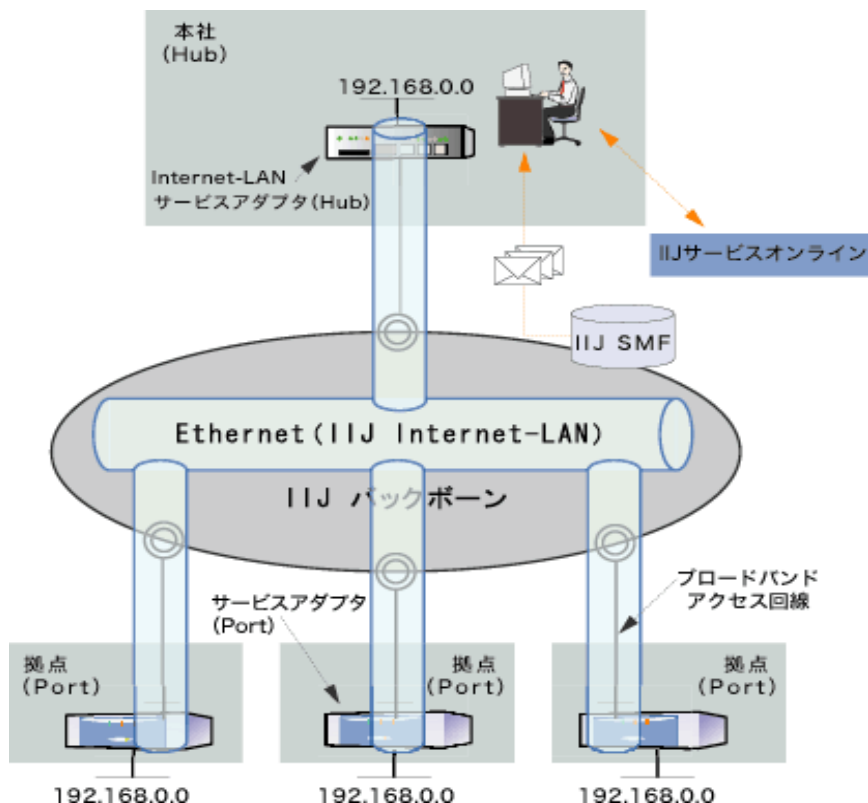 本社
(Hub)
192.168.0.0
Internet-LAN
サービスアダプタ(Hub)
IIJサービスオンライン
IIJ SMF
Ethernet(IIJ Internet-LAN)
IIJ バックボーン
サービスアダプタ
(Port)
ブロードバンド
アクセス回線
拠点
(Port)
拠点
(Port)
拠点
(Port)
192.168.0.0
192.168.0.0
192.168.0.0